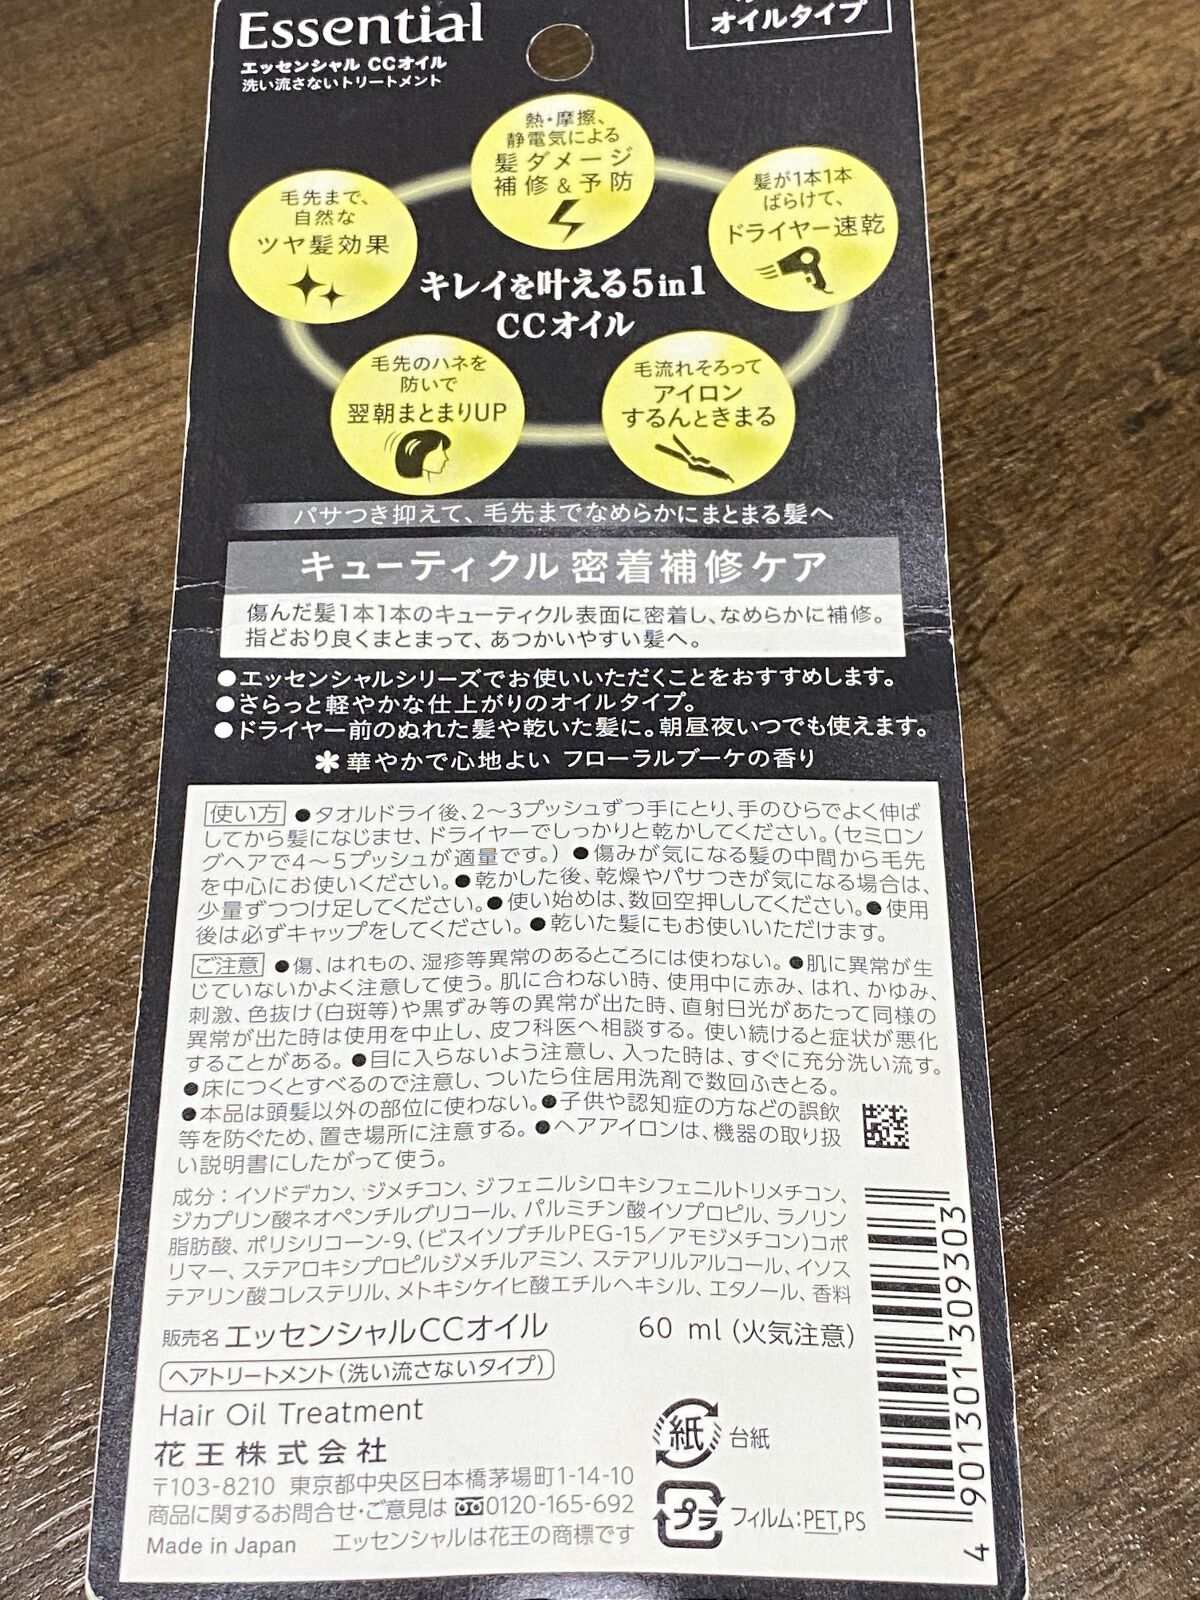 Essential
エッセンシャル CCオイル
洗い流さないトリートメント
オイルタイプ
熱・摩擦、
静電気による
髪ダメージ
補修&予防
毛先まで、
自然な
ツヤ髪効果
髪が1本1本
ばらけて、
ドライヤー速乾
キレイを叶える5in1
CCオイル
毛先のハネを
防いで
翌朝まとまりUP
毛流れそろって
アイロン
するんときまる
パサつき抑えて、毛先までなめらかにまとまる髪へ
キューティクル 密着補修ケア
傷んだ髪1本1本のキューティクル表面に密着し、なめらかに補修。
指どおり良くまとまって、あつかいやすい髪へ。
●エッセンシャルシリーズでお使いいただくことをおすすめします。
●さらっと軽やかな仕上がりのオイルタイプ。
●ドライヤー前のぬれた髪や乾いた髪に。朝昼夜いつでも使えます。
✻ 華やかで心地よい フローラルブーケの香り
使い方 ●タオルドライ後、2〜3プッシュずつ手にとり、手のひらでよく伸ば
してから髪になじませ、ドライヤーでしっかりと乾かしてください。(セミロン
グヘアで4〜5プッシュが適量です。) ●傷みが気になる髪の中間から毛先
を中心にお使いください。●乾かした後、乾燥やパサつきが気になる場合は、
少量ずつつけ足してください。●使い始めは、数回空押ししてください。●使用
後は必ずキャップをしてください。●乾いた髪にもお使いいただけます。
ご注意 ●傷、はれもの、湿疹等異常のあるところには使わない。●肌に異常が生
じていないかよく注意して使う。肌に合わない時、使用中に赤み、はれ、かゆみ、
刺激、色抜け(白斑等)や黒ずみ等の異常が出た時、直射日光があたって同様の
異常が出た時は使用を中止し、皮フ科医へ相談する。使い続けると症状が悪化
することがある。●目に入らないよう注意し、入った時は、すぐに充分洗い流す。
●床につくとすべるので注意し、ついたら住居用洗剤で数回ふきとる。
●本品は頭髪以外の部位に使わない。●子供や認知症の方などの誤飲
等を防ぐため、置き場所に注意する。●ヘアアイロンは、機器の取り扱
い説明書にしたがって使う。
成分:イソドデカン、ジメチコン、ジフェニルシロキシフェニルトリメチコン、
ジカプリン酸ネオペンチルグリコール、パルミチン酸イソプロピル、ラノリン
脂肪酸、ポリシリコーン-9、(ビスイソブチルPEG-15/アモジメチコン)コポ
リマー、ステアロキシプロピルジメチルアミン、ステアリルアルコール、イソス
テアリン酸コレステリル、メトキシケイヒ酸エチルヘキシル、エタノール、香料
販売名 エッセンシャルCCオイル 60 ml (火気注意)
ヘアトリートメント(洗い流さないタイプ)
Hair Oil Treatment
花王株式会社
〒103-8210 東京都中央区日本橋茅場町1-14-10
商品に関するお問合せ・ご意見は 0120-165-692
Made in Japan エッセンシャルは花王の商標です
紙 台紙
プラ フィルム:PET,PS
4 901301 309303